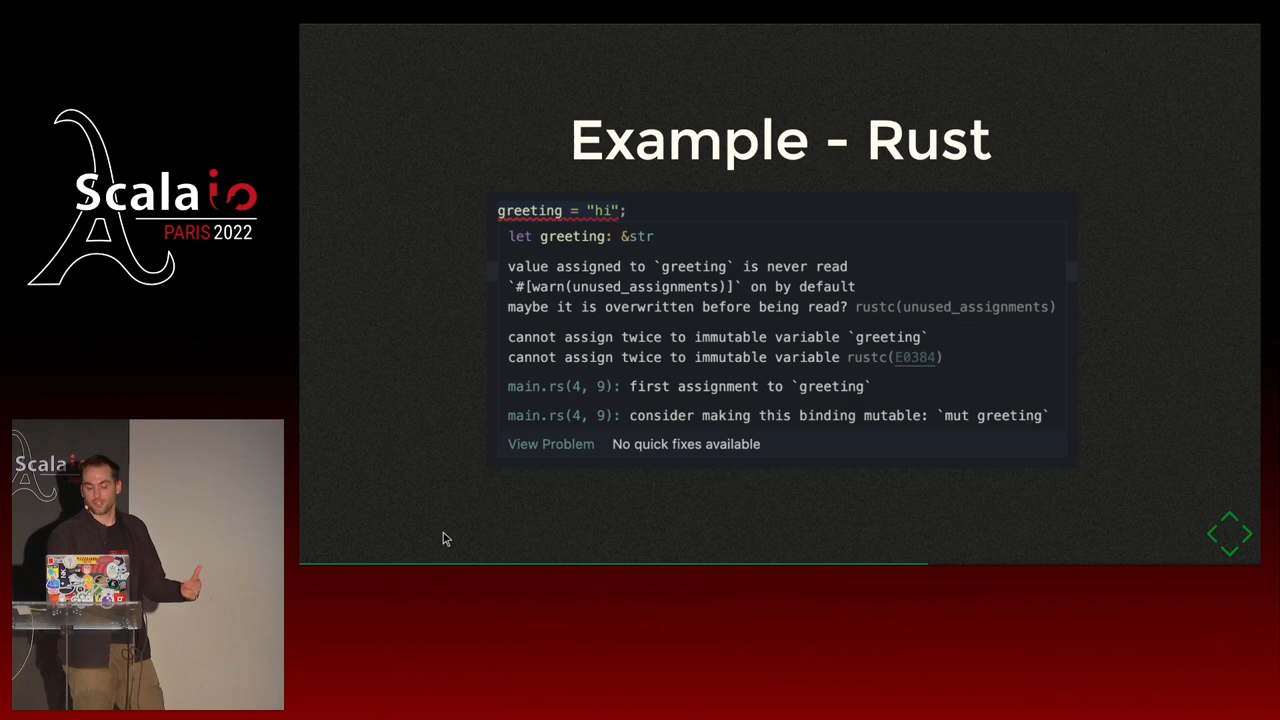 Scala io
PARIS 2022
Example - Rust
greeting = "hi";
let greeting: &str
value assigned to `greeting` is never read
`#[warn(unused_assignments)]` on by default
maybe it is overwritten before being read? rustc(unused_assignments)
cannot assign twice to immutable variable `greeting`
cannot assign twice to immutable variable rustc(E0384)
main.rs(4, 9): first assignment to `greeting`
main.rs(4, 9): consider making this binding mutable: `mut greeting`
View Problem No quick fixes available
Scala